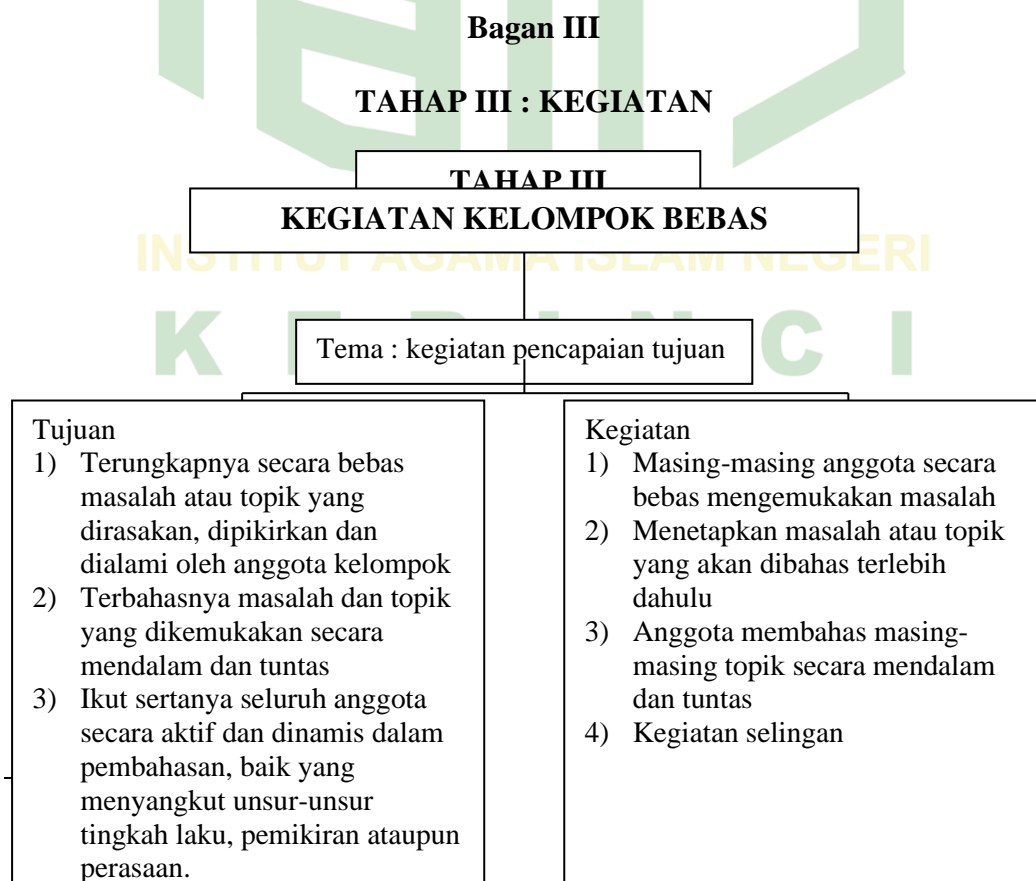 Bagan III
TAHAP III : KEGIATAN
TAHAP III
KEGIATAN KELOMPOK BEBAS
INSTITUT AGAMA ISLAM NEGERI
K E R I N C I
Tema : kegiatan pencapaian tujuan
Tujuan
1) Terungkapnya secara bebas
masalah atau topik yang
dirasakan, dipikirkan dan
dialami oleh anggota kelompok
2) Terbahasnya masalah dan topik
yang dikemukakan secara
mendalam dan tuntas
3) Ikut sertanya seluruh anggota
secara aktif dan dinamis dalam
pembahasan, baik yang
menyangkut unsur-unsur
tingkah laku, pemikiran ataupun
perasaan.
Kegiatan
1) Masing-masing anggota secara
bebas mengemukakan masalah
2) Menetapkan masalah atau topik
yang akan dibahas terlebih
dahulu
3) Anggota membahas masing-
masing topik secara mendalam
dan tuntas
4) Kegiatan selingan